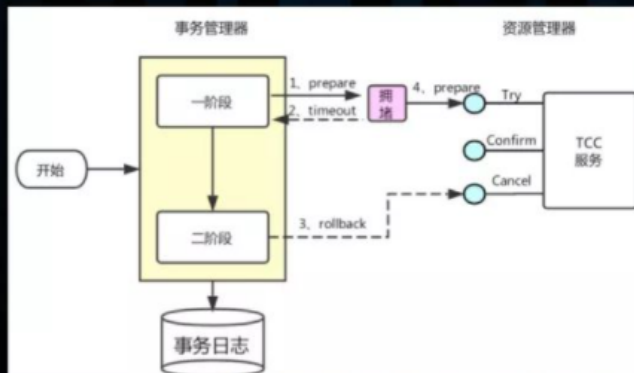 事务管理器
资源管理器
开始
一阶段
1、prepare
2、timeout
拥
堵
4、prepare
Try
Confirm
Cancel
TCC
服务
二阶段
3、rollback
事务日志